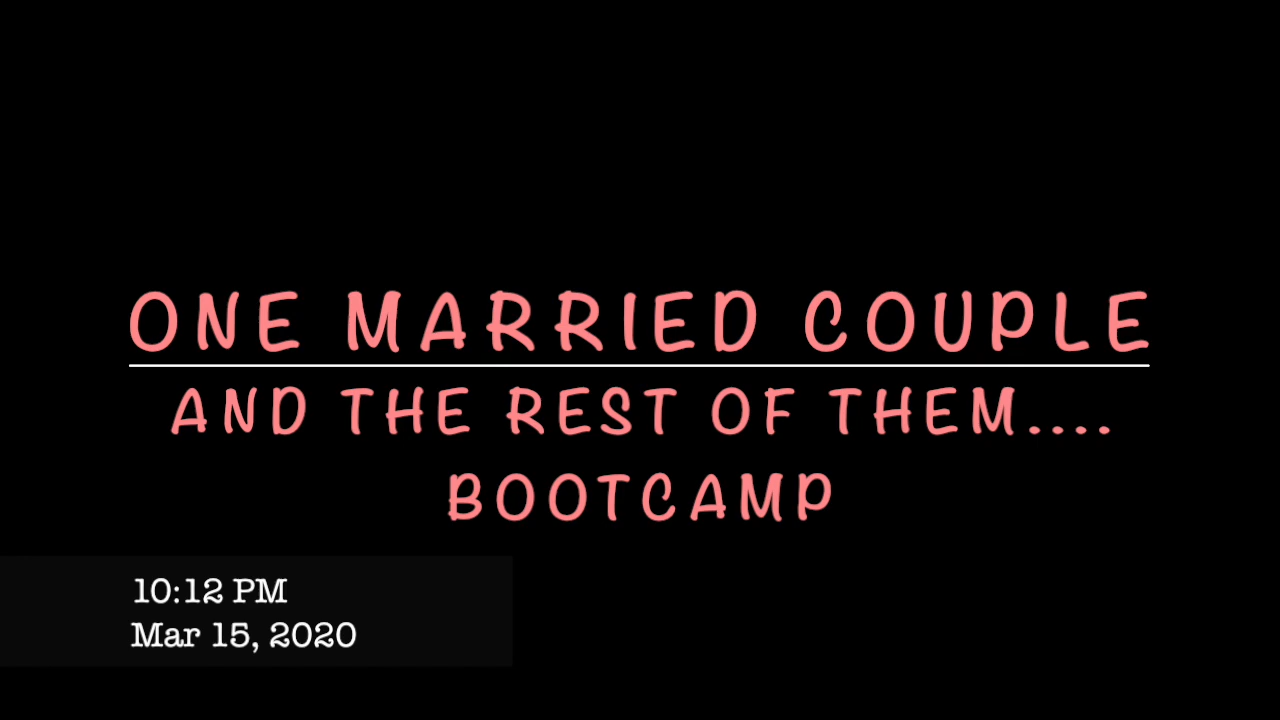 ONE MARRIED COUPLE
AND THE REST OF THEM....
BOOTCAMP
10:12 PM
Mar 15, 2020